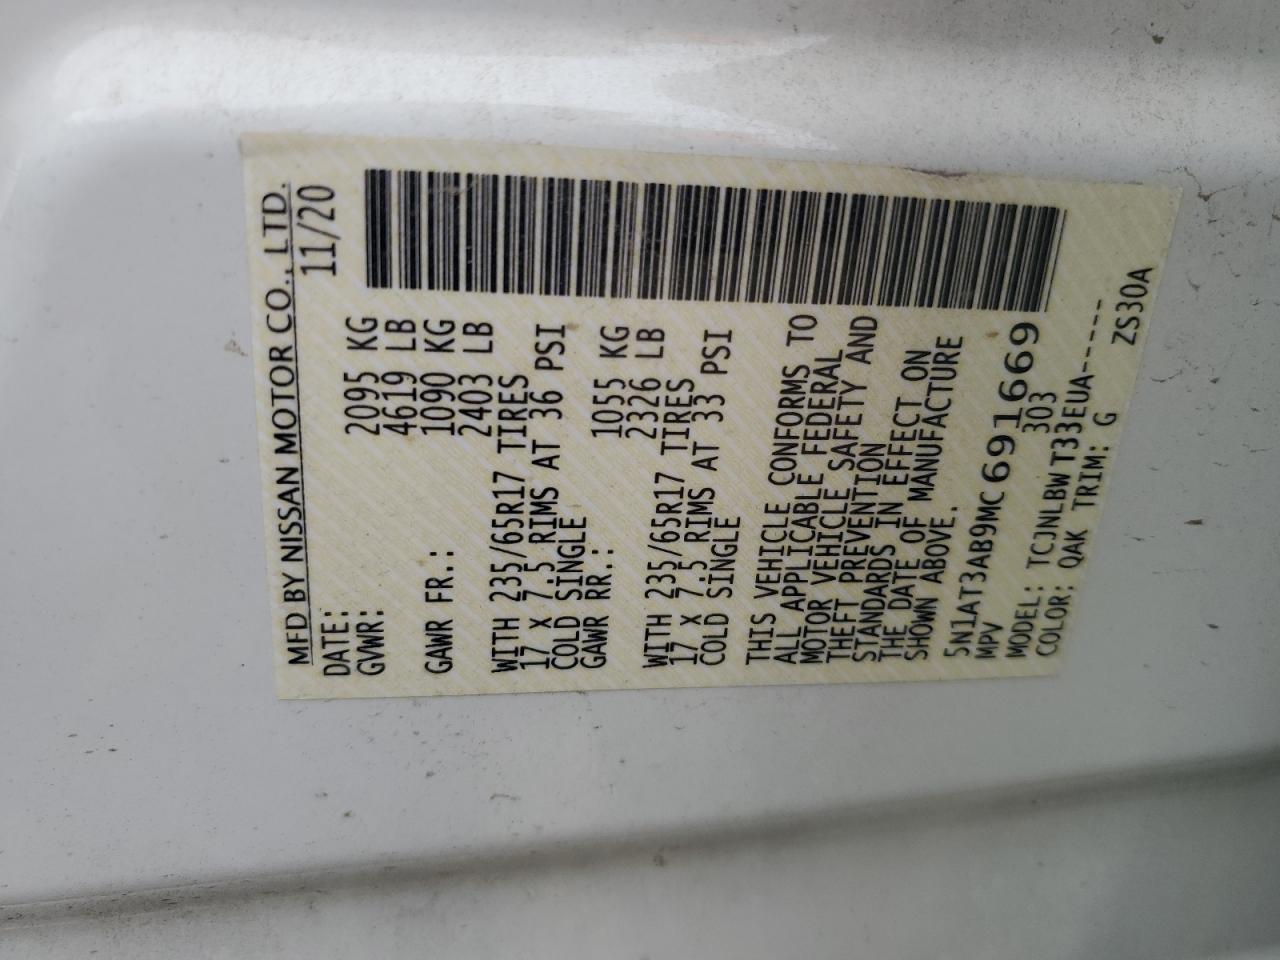 MFD BY NISSAN MOTOR CO., LTD.
DATE: 11/20
GVWR: 2095 KG
4619 LB
GAWR FR.: 1090 KG
2403 LB
WITH 235/65R17 TIRES
17 X 7.5 RIMS AT 36 PSI
COLD SINGLE
GAWR RR.: 1055 KG
2326 LB
WITH 235/65R17 TIRES
17 X 7.5 RIMS AT 33 PSI
COLD SINGLE
THIS VEHICLE CONFORMS TO
ALL APPLICABLE FEDERAL
MOTOR VEHICLE SAFETY AND
THEFT PREVENTION
STANDARDS IN EFFECT ON
THE DATE OF MANUFACTURE
SHOWN ABOVE.
5N1AT3AB9MC691669
MPV 303
MODEL: TCJNLBWT33EUA-----
COLOR: QAK TRIM: G ZS30A